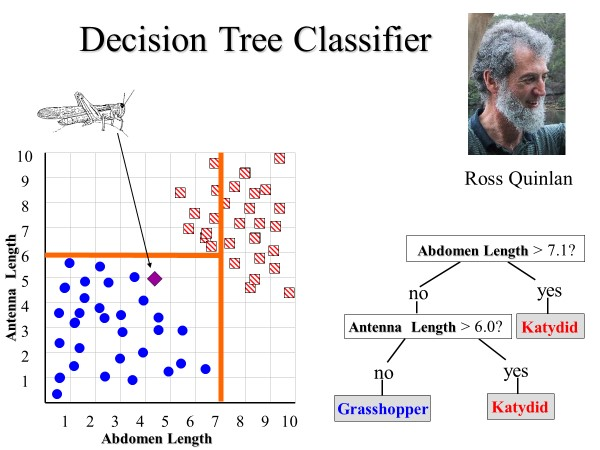 Decision Tree Classifier
Ross Quinlan
10
9
8
7
6
5
4
3
2
1
Antenna Length
1 2 3 4 5 6 7 8 9 10
Abdomen Length
Abdomen Length > 7.1?
no yes
Antenna Length > 6.0?
Katydid
no yes
Grasshopper
Katydid